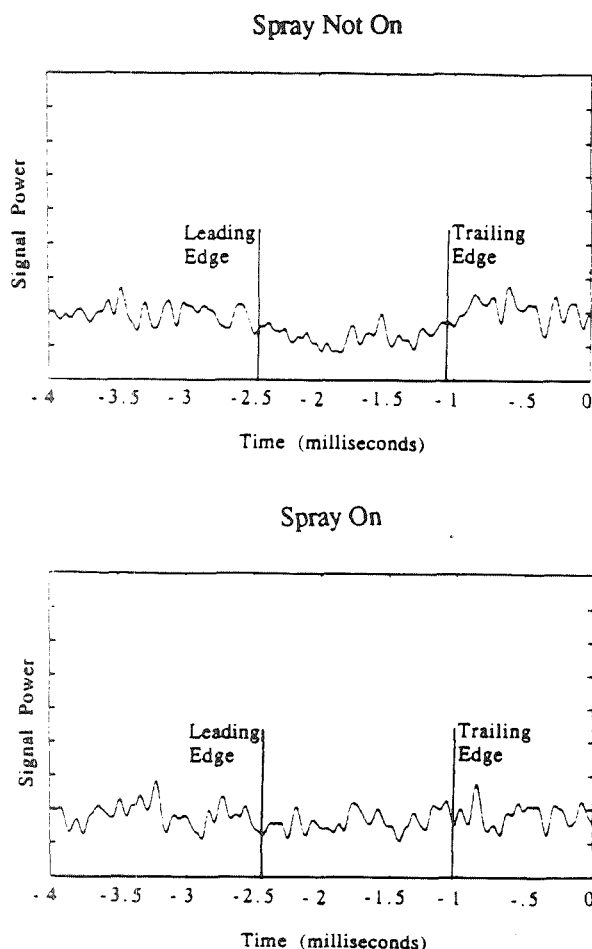 Spray Not On
Signal Power
Leading
Edge
Trailing
Edge
-4 -3.5 -3 -2.5 -2 -1.5 -1 -.5 0
Time (milliseconds)
Spray On
Signal Power
Leading
Edge
Trailing
Edge
-4 -3.5 -3 -2.5 -2 -1.5 -1 -.5 0
Time (milliseconds)